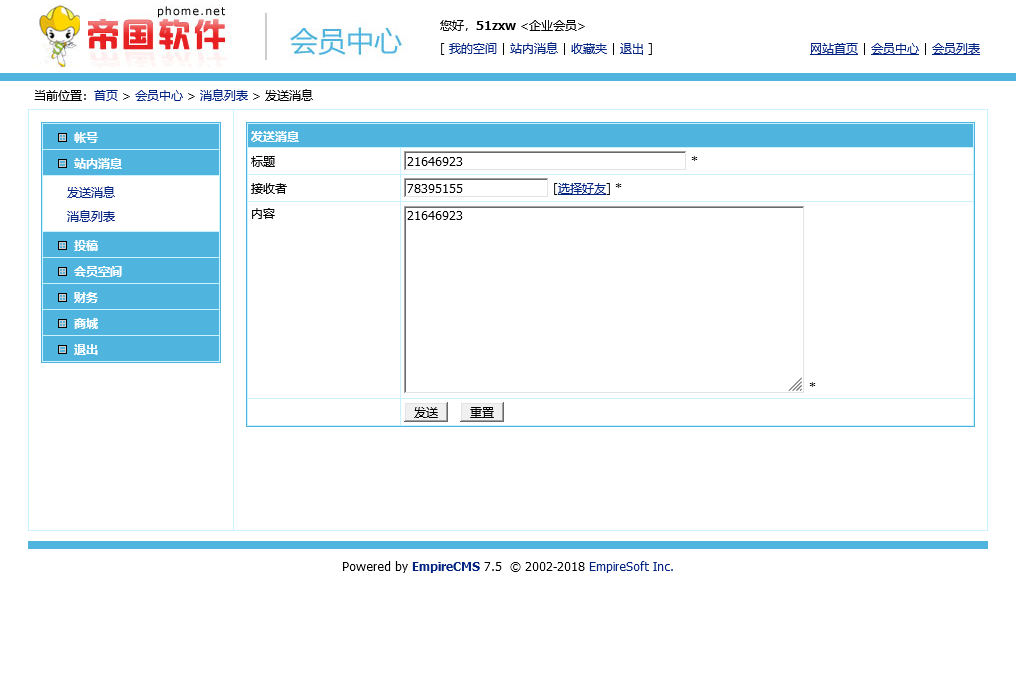 phome.net
帝国软件
会员中心
您好，51zxw <企业会员>
[ 我的空间 | 站内消息 | 收藏夹 | 退出 ]
网站首页 | 会员中心 | 会员列表
当前位置：首页 > 会员中心 > 消息列表 > 发送消息
帐号
站内消息
发送消息
消息列表
投稿
会员空间
财务
商城
退出
发送消息
标题 21646923 *
接收者 78395155 [选择好友] *
内容 21646923 *
发送 重置
Powered by EmpireCMS 7.5 © 2002-2018 EmpireSoft Inc.